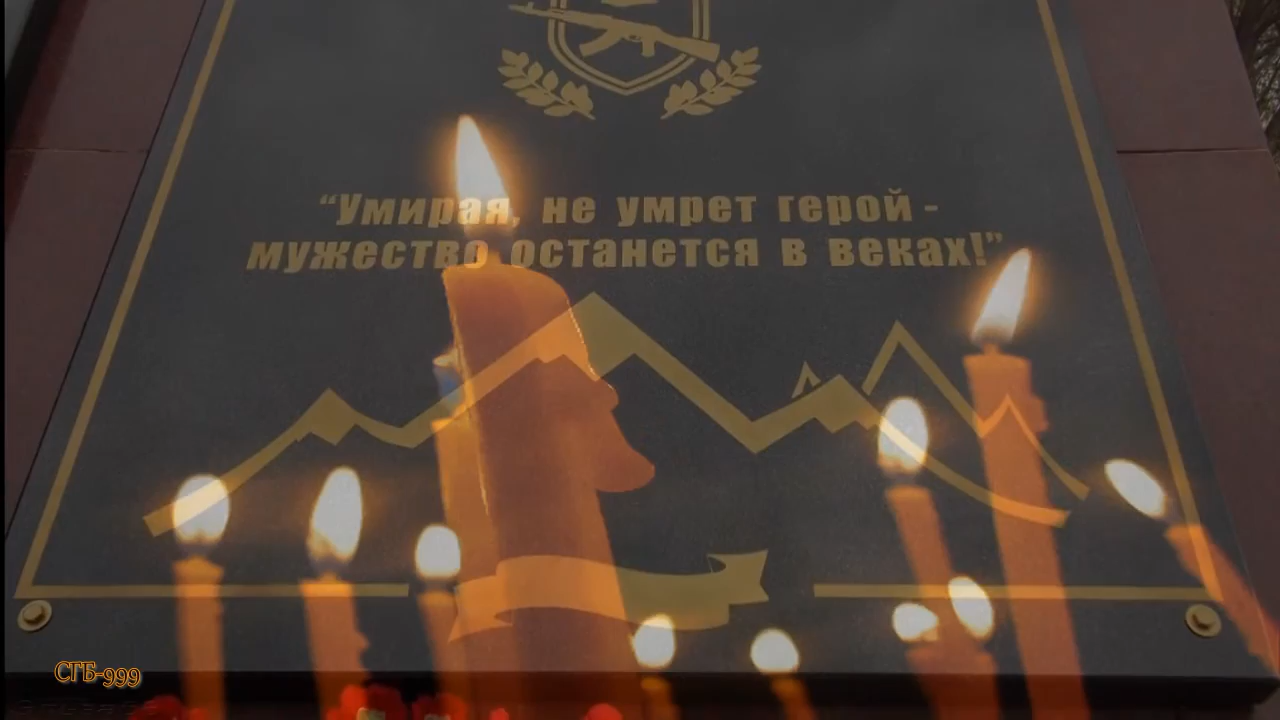 “Умирая, не умрет герой -
мужество останется в веках!”
СГБ-999